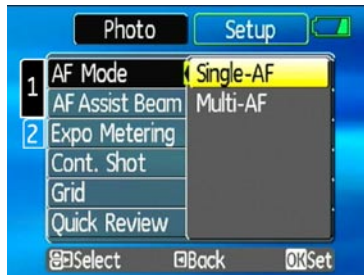 Photo Setup
1
AF Mode Single-AF
AF Assist Beam Multi-AF
2 Expo Metering
Cont. Shot
Grid
Quick Review
Select Back OK Set